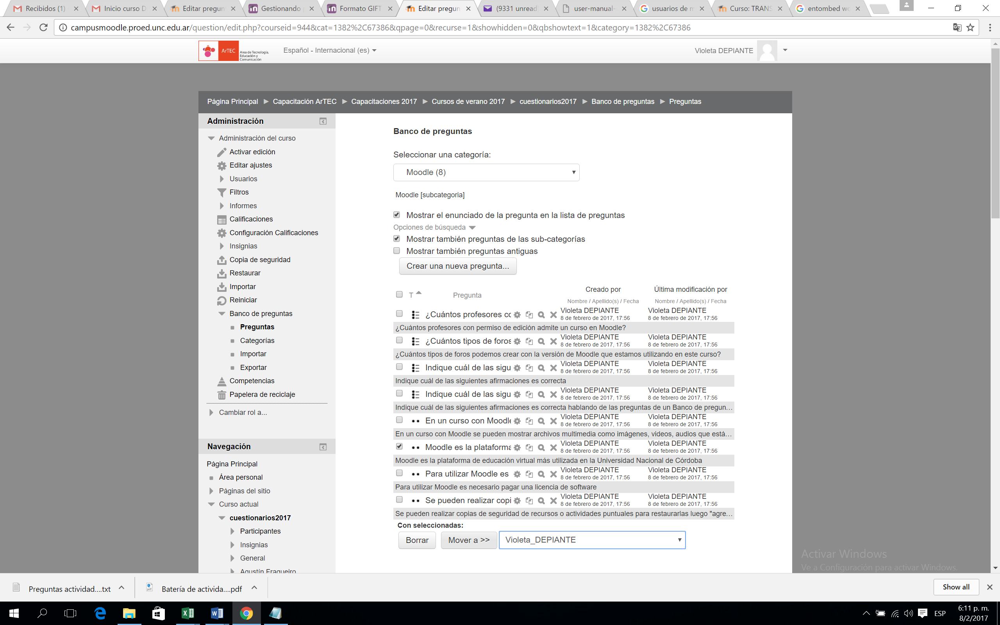 Recibidos (1)
Inicio curso D
Editar pregun
Gestionando
Formato GIFT
Editar pregun
(9331 unread
user-manual-
usuarios de m
Curso: TRANS
entombed wo
campusmoodle.proed.unc.edu.ar/question/edit.php?courseid=944&cat=1382%2C67386&qpage=0&recurse=1&showhidden=0&qbshowtext=1&category=1382%2C67386
ArTEC
Area de Tecnología,
Educación y
Comunicación
Español - Internacional (es)
Violeta DEPIANTE
Página Principal ► Capacitación ArTEC ► Capacitaciones 2017 ► Cursos de verano 2017 ► cuestionarios2017 ► Banco de preguntas ► Preguntas
Administración
Administración del curso
Activar edición
Editar ajustes
Usuarios
Filtros
Informes
Calificaciones
Configuración Calificaciones
Insignias
Copia de seguridad
Restaurar
Importar
Reiniciar
Banco de preguntas
Preguntas
Categorías
Importar
Exportar
Competencias
Papelera de reciclaje
Cambiar rol a...
Navegación
Página Principal
Área personal
Páginas del sitio
Curso actual
cuestionarios2017
Participantes
Insignias
General
Agustín Fragueiro
Banco de preguntas
Seleccionar una categoría:
Moodle (8)
Moodle [subcategoria]
Mostrar el enunciado de la pregunta en la lista de preguntas
Opciones de búsqueda
Mostrar también preguntas de las sub-categorías
Mostrar también preguntas antiguas
Crear una nueva pregunta...
T Pregunta Creado por Última modificación por
Nombre / Apellido(s) / Fecha Nombre / Apellido(s) / Fecha
¿Cuántos profesores co Violeta DEPIANTE Violeta DEPIANTE
8 de febrero de 2017, 17:56 8 de febrero de 2017, 17:56
¿Cuántos profesores con permiso de edición admite un curso en Moodle?
¿Cuántos tipos de foros Violeta DEPIANTE Violeta DEPIANTE
8 de febrero de 2017, 17:56 8 de febrero de 2017, 17:56
¿Cuántos tipos de foros podemos crear con la versión de Moodle que estamos utilizando en este curso?
Indique cuál de las sigu Violeta DEPIANTE Violeta DEPIANTE
8 de febrero de 2017, 17:56 8 de febrero de 2017, 17:56
Indique cuál de las siguientes afirmaciones es correcta
Indique cuál de las sigu Violeta DEPIANTE Violeta DEPIANTE
8 de febrero de 2017, 17:56 8 de febrero de 2017, 17:56
Indique cuál de las siguientes afirmaciones es correcta hablando de las preguntas de un Banco de pregun...
En un curso con Moodle Violeta DEPIANTE Violeta DEPIANTE
8 de febrero de 2017, 17:56 8 de febrero de 2017, 17:56
En un curso con Moodle se pueden mostrar archivos multimedia como imágenes, videos, audios que está...
Moodle es la plataforma Violeta DEPIANTE Violeta DEPIANTE
8 de febrero de 2017, 17:56 8 de febrero de 2017, 17:56
Moodle es la plataforma de educación virtual más utilizada en la Universidad Nacional de Córdoba
Para utilizar Moodle es Violeta DEPIANTE Violeta DEPIANTE
8 de febrero de 2017, 17:56 8 de febrero de 2017, 17:56
Para utilizar Moodle es necesario pagar una licencia de software
Se pueden realizar copi Violeta DEPIANTE Violeta DEPIANTE
8 de febrero de 2017, 17:56 8 de febrero de 2017, 17:56
Se pueden realizar copias de seguridad de recursos o actividades puntuales para restaurarlas luego "agre...
Con seleccionadas:
Borrar Mover a >> Violeta_DEPIANTE
Activar Windows
Ve a Configuración para activar Windows.
Preguntas actividad....txt
Batería de activida....pdf
Show all
ESP
6:11 p. m.
8/2/2017